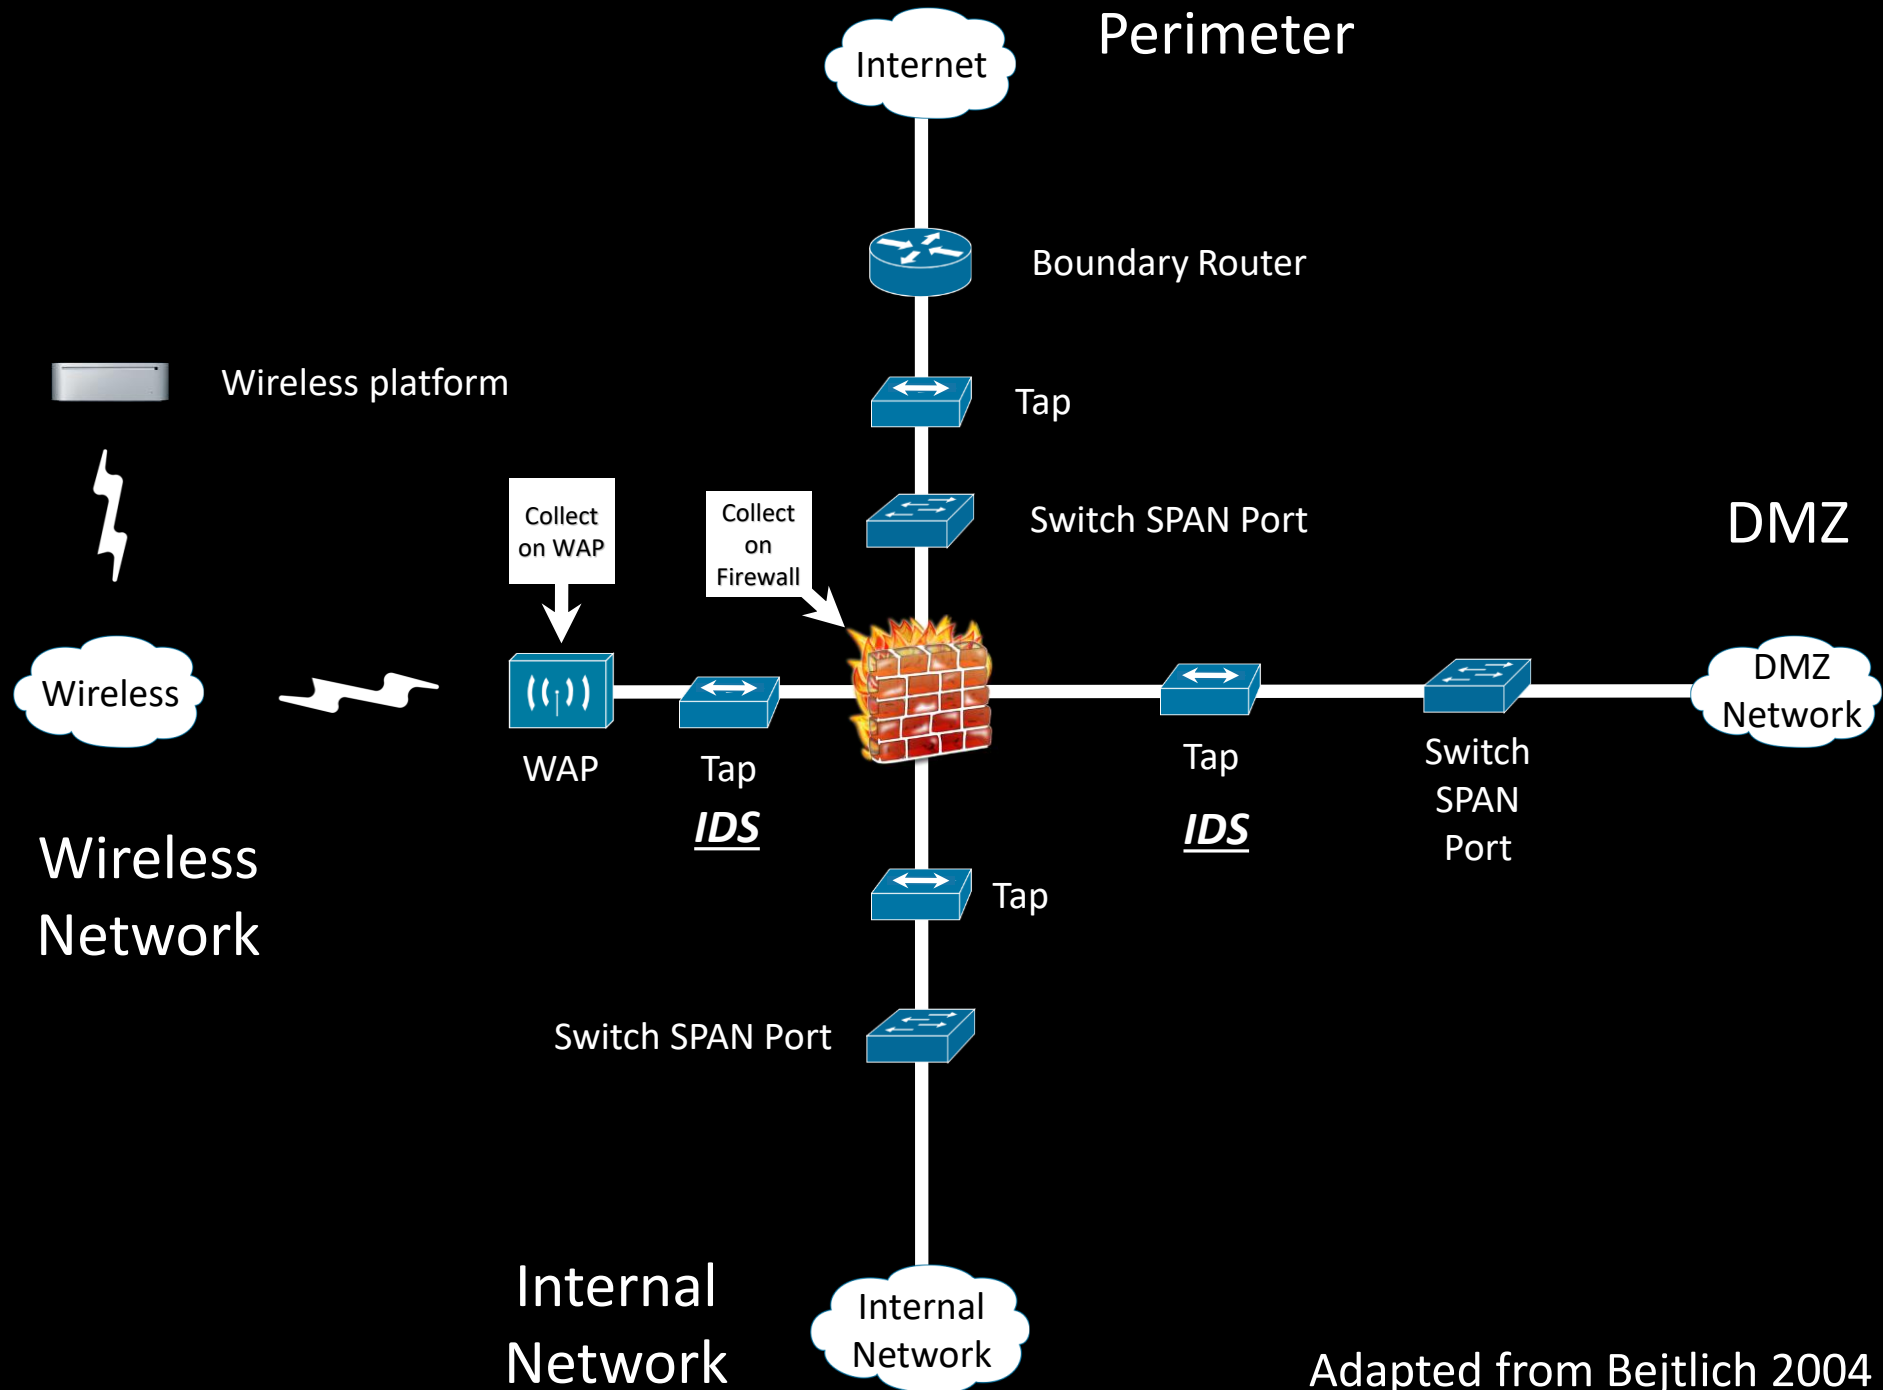 Perimeter
Internet
Boundary Router
Wireless platform
Tap
Collect
on WAP
Collect
on
Firewall
Switch SPAN Port
DMZ
Wireless
DMZ
Network
WAP
Tap
IDS
Tap
IDS
Switch
SPAN
Port
Wireless
Network
Tap
Switch SPAN Port
Internal
Network
Internal
Network
Adapted from Bejtlich 2004